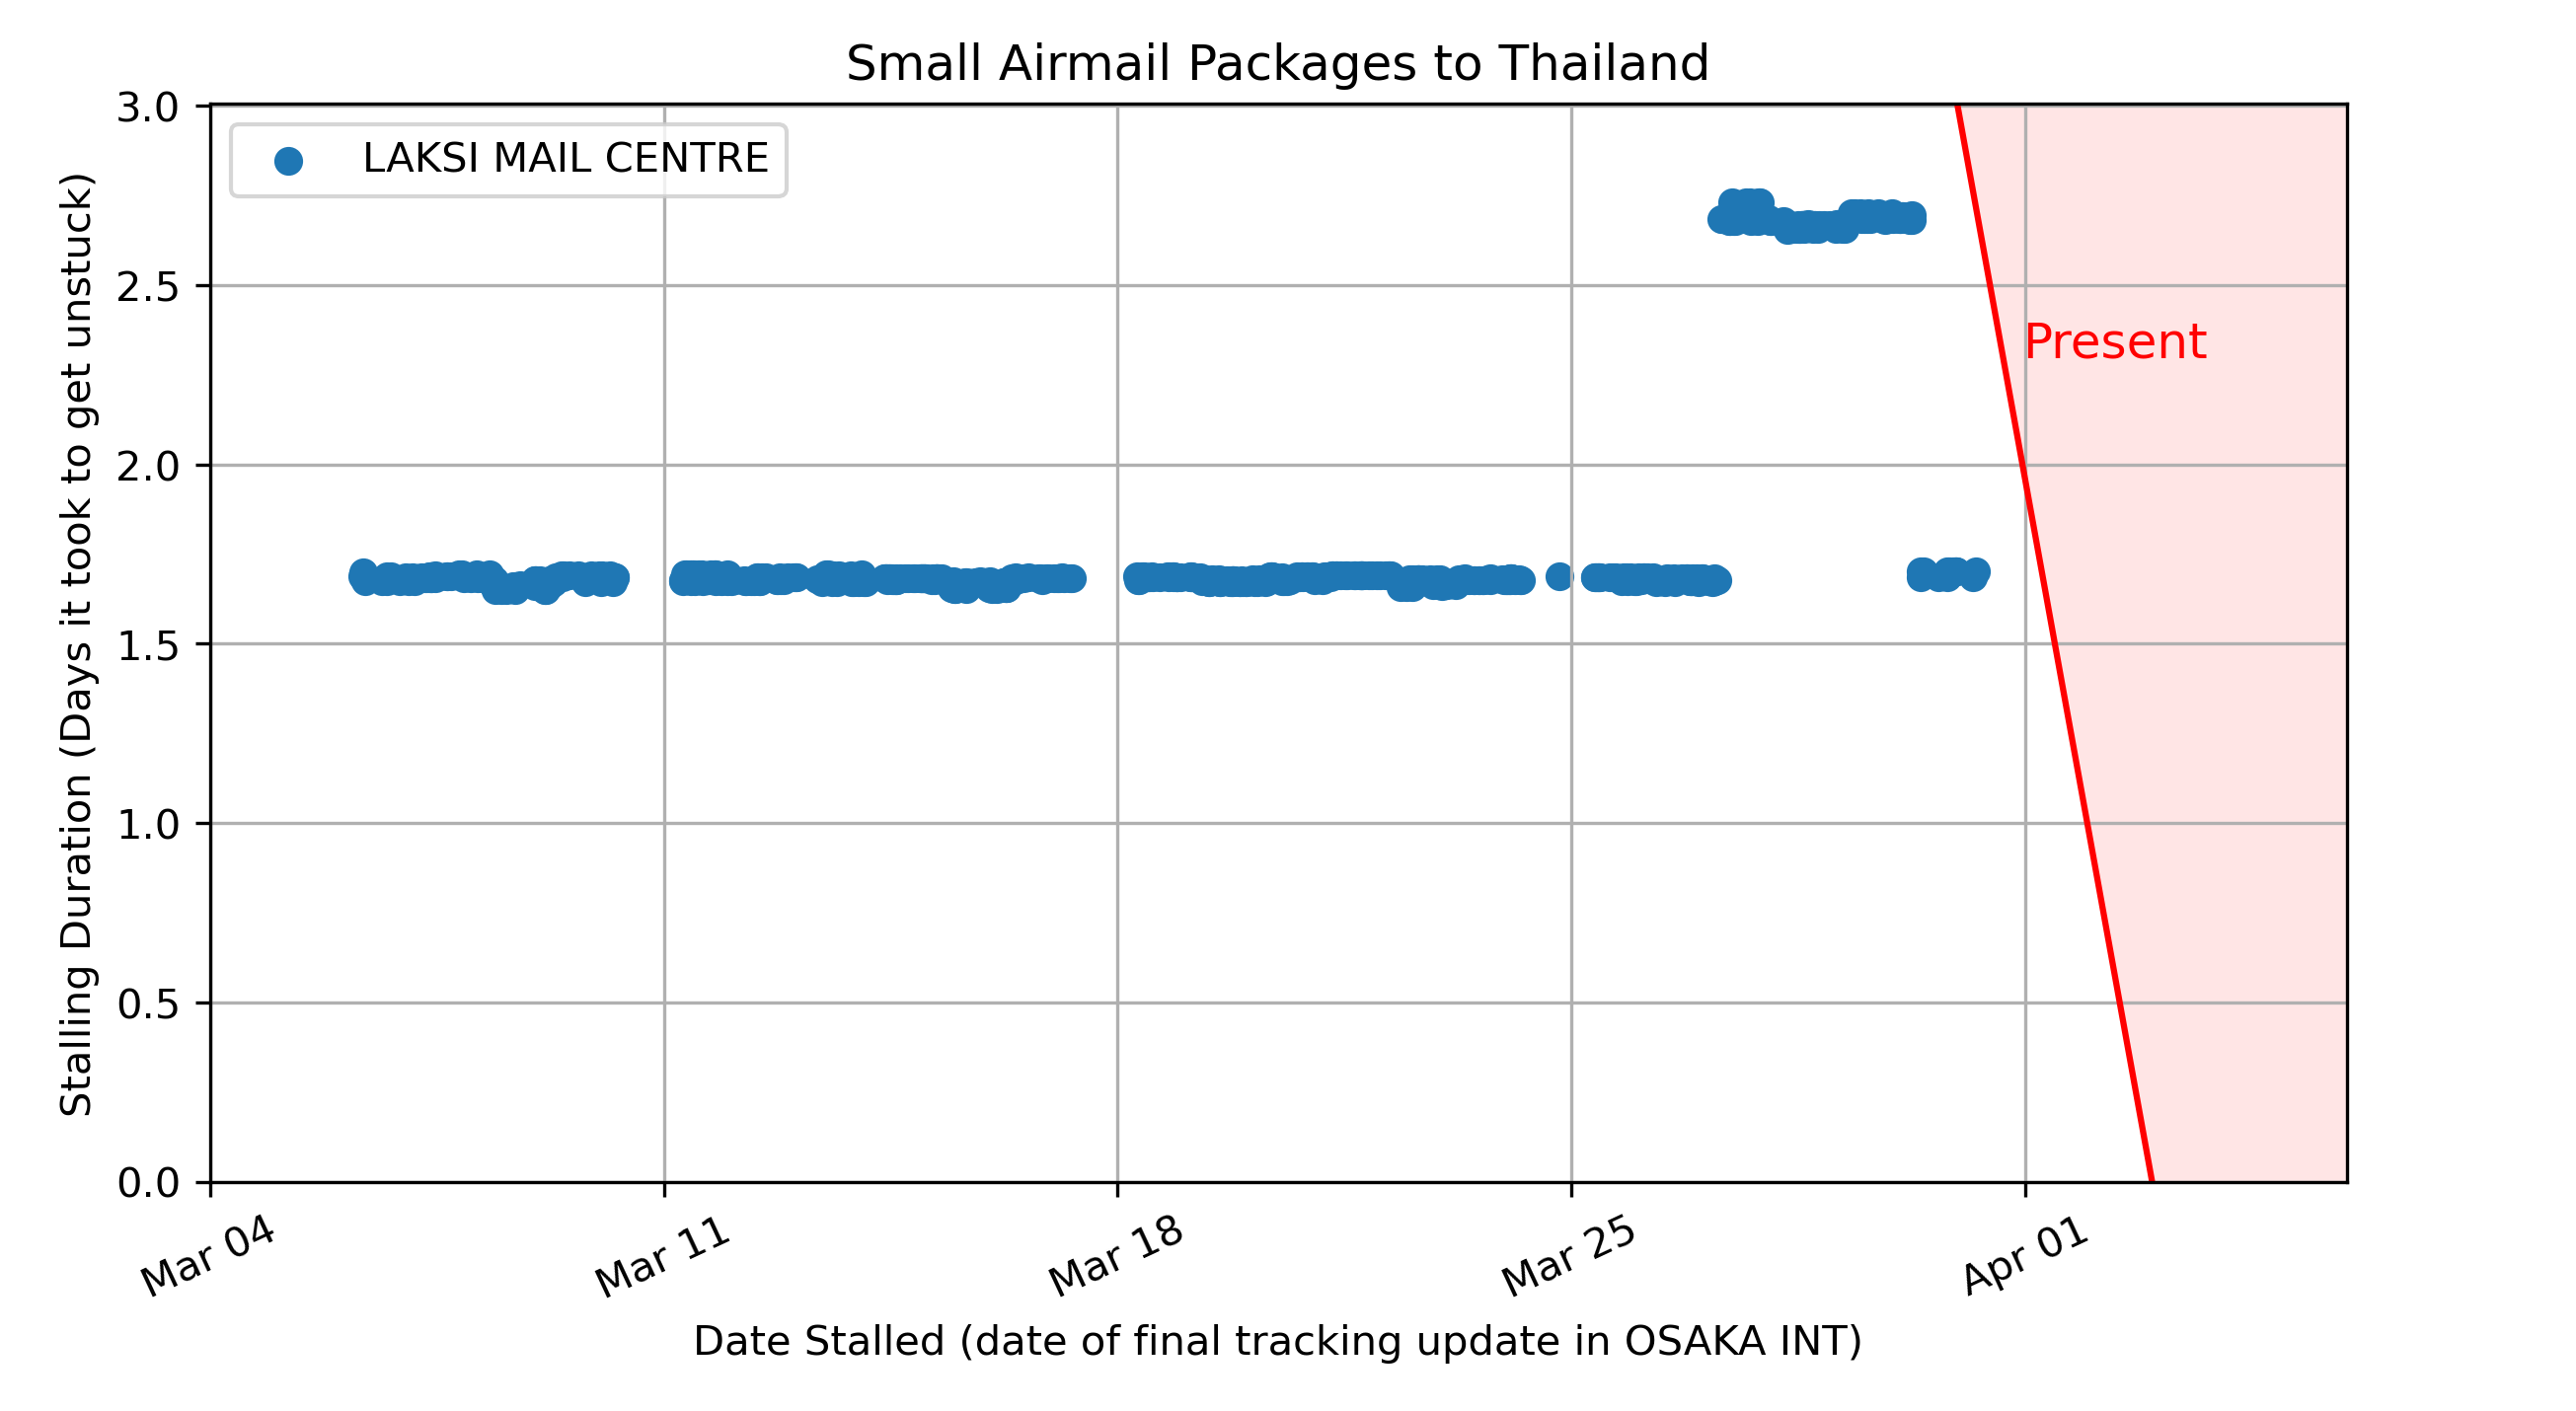 Small Airmail Packages to Thailand
LAKSI MAIL CENTRE
Present
Stalling Duration (Days it took to get unstuck)
3.0
2.5
2.0
1.5
1.0
0.5
0.0
Mar 04
Mar 11
Mar 18
Mar 25
Apr 01
Date Stalled (date of final tracking update in OSAKA INT)